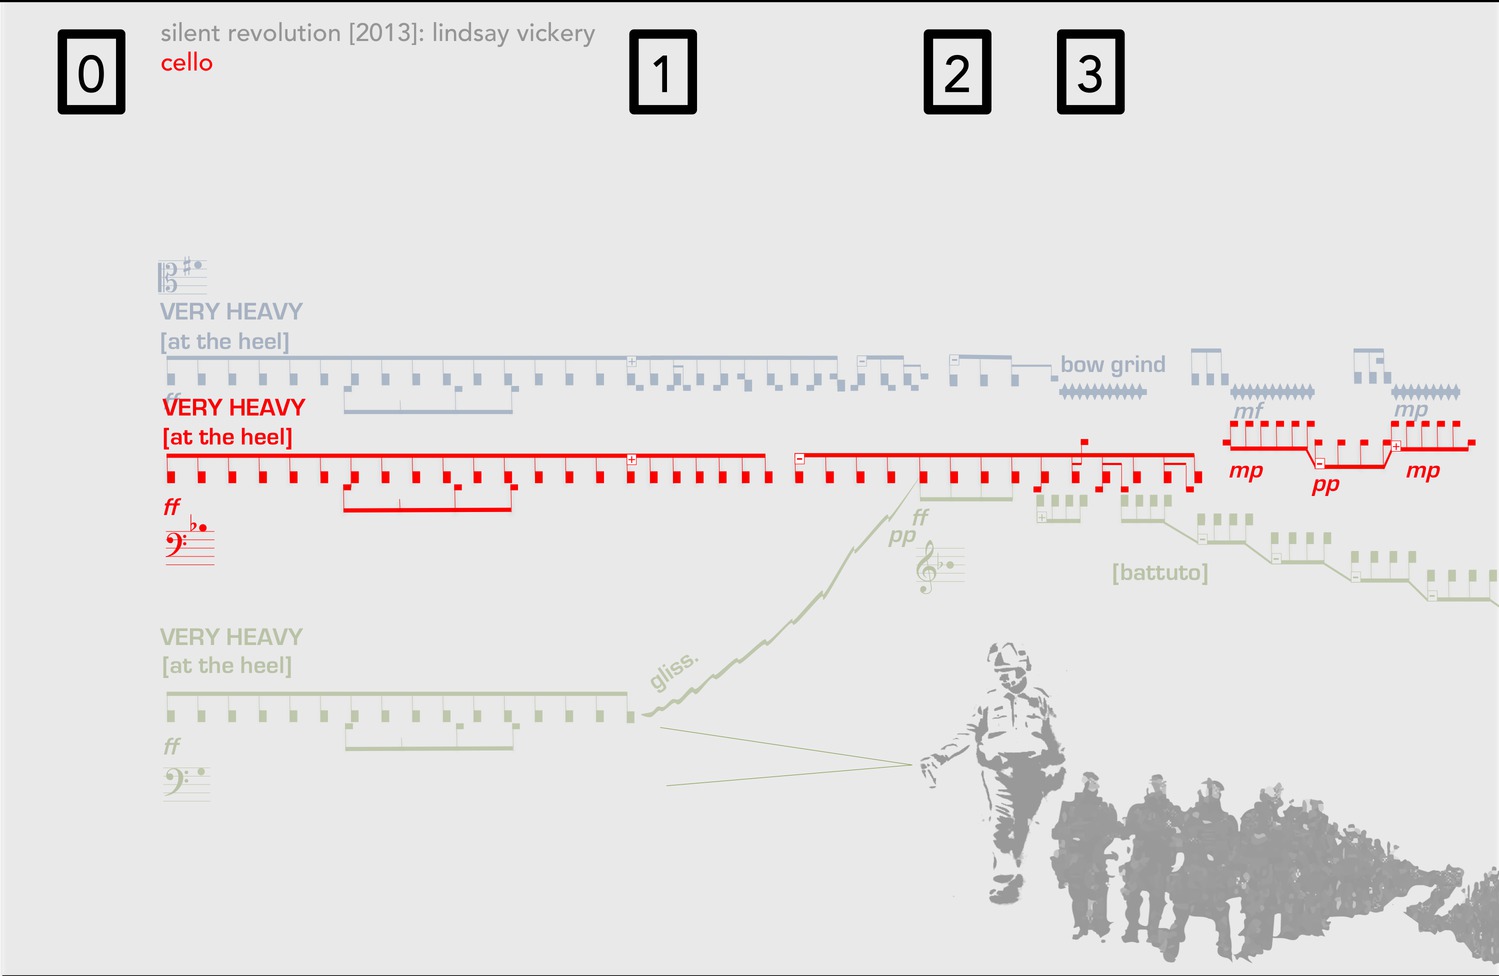 silent revolution [2013]: lindsay vickery
cello
0
1
2
3
VERY HEAVY
[at the heel]
bow grind
ff
mf
mp
VERY HEAVY
[at the heel]
ff
mp
pp
mp
ff
pp
[battuto]
gliss.
VERY HEAVY
[at the heel]
ff